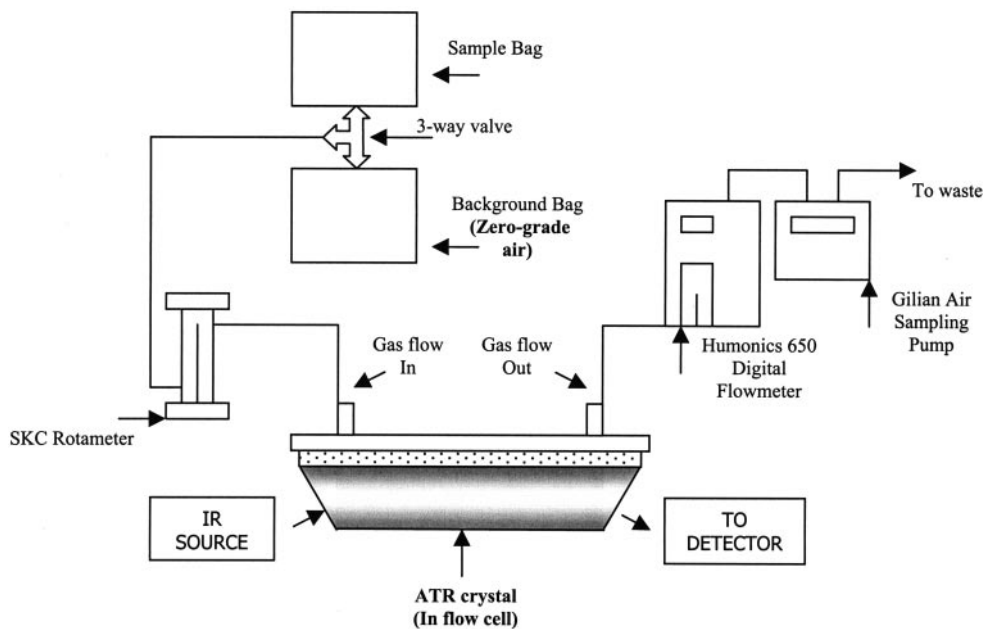 Sample Bag
3-way valve
Background Bag
(Zero-grade
air)
To waste
Gilian Air
Sampling
Pump
Humonics 650
Digital
Flowmeter
Gas flow
In
Gas flow
Out
SKC Rotameter
IR
SOURCE
TO
DETECTOR
ATR crystal
(In flow cell)